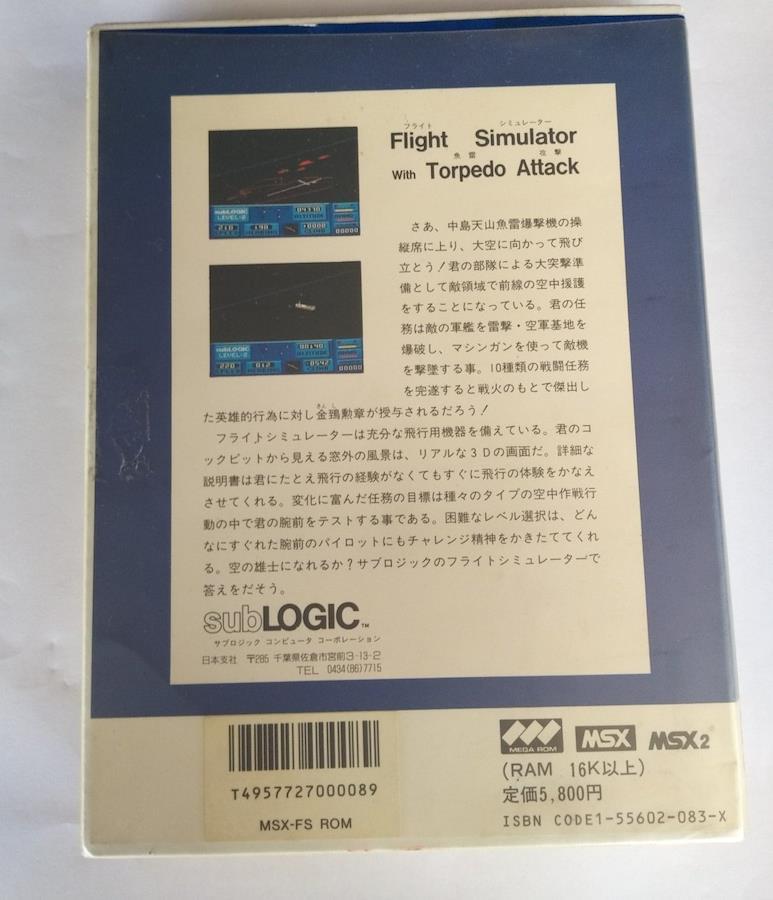 フライト シミュレーター
Flight Simulator
魚雷 攻撃
With Torpedo Attack
subLOGIC
LEVEL-2
04370
ALTITUDE
210
190
+0000
00000
subLOGIC
LEVEL-2
00140
ALTITUDE
220
012
-0542
00000
さあ、中島天山魚雷爆撃機の操
縦席に上り、大空に向かって飛び
立とう!君の部隊による大突撃準
備として敵領域で前線の空中援護
をすることになっている。君の任
務は敵の軍艦を雷撃・空軍基地を
爆破し、マシンガンを使って敵機
を撃墜する事。10種類の戦闘任務
を完遂すると戦火のもとで傑出し
きんし
た英雄的行為に対し金鵄勲章が授与されるだろう!
フライトシミュレーターは充分な飛行用機器を備えている。君のコ
ックピットから見える窓外の風景は、リアルな3Dの画面だ。詳細な
説明書は君にたとえ飛行の経験がなくてもすぐに飛行の体験をかなえ
させてくれる。変化に富んだ任務の目標は種々のタイプの空中作戦行
動の中で君の腕前をテストする事である。困難なレベル選択は、どん
なにすぐれた腕前のパイロットにもチャレンジ精神をかきたててくれ
る。空の雄士になれるか?サブロジックのフライトシミュレーターで
答えをだそう。
subLOGIC™
サブロジック コンピュータ コーポレーション
日本支社 〒285 千葉県佐倉市宮前3-13-2
TEL 0434(86)7715
T4957727000089
MSX-FS ROM
MEGA ROM MSX MSX2
(RAM 16K以上)
定価5,800円
ISBN CODE1-55602-083-X